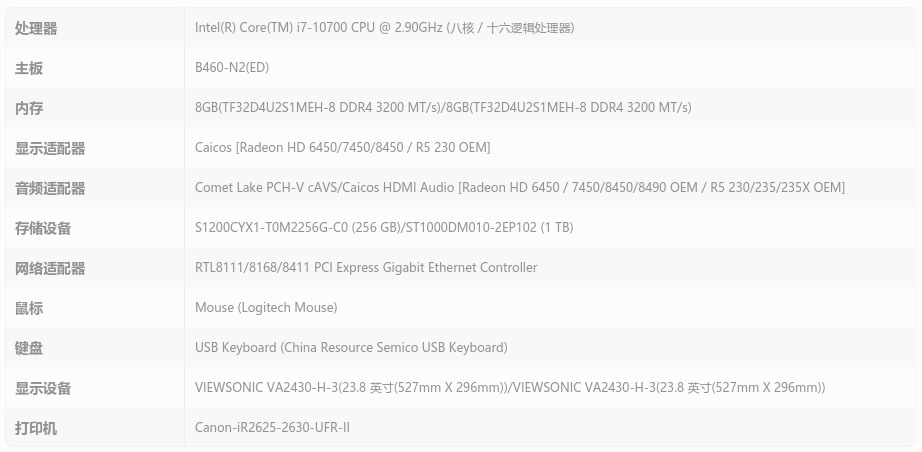 处理器 Intel(R) Core(TM) i7-10700 CPU @ 2.90GHz (八核 / 十六逻辑处理器)
主板 B460-N2(ED)
内存 8GB(TF32D4U2S1MEH-8 DDR4 3200 MT/s)/8GB(TF32D4U2S1MEH-8 DDR4 3200 MT/s)
显示适配器 Caicos [Radeon HD 6450/7450/8450 / R5 230 OEM]
音频适配器 Comet Lake PCH-V cAVS/Caicos HDMI Audio [Radeon HD 6450 / 7450/8450/8490 OEM / R5 230/235/235X OEM]
存储设备 S1200CYX1-T0M2256G-C0 (256 GB)/ST1000DM010-2EP102 (1 TB)
网络适配器 RTL8111/8168/8411 PCI Express Gigabit Ethernet Controller
鼠标 Mouse (Logitech Mouse)
键盘 USB Keyboard (China Resource Semico USB Keyboard)
显示设备 VIEWSONIC VA2430-H-3(23.8 英寸(527mm X 296mm))/VIEWSONIC VA2430-H-3(23.8 英寸(527mm X 296mm))
打印机 Canon-iR2625-2630-UFR-II